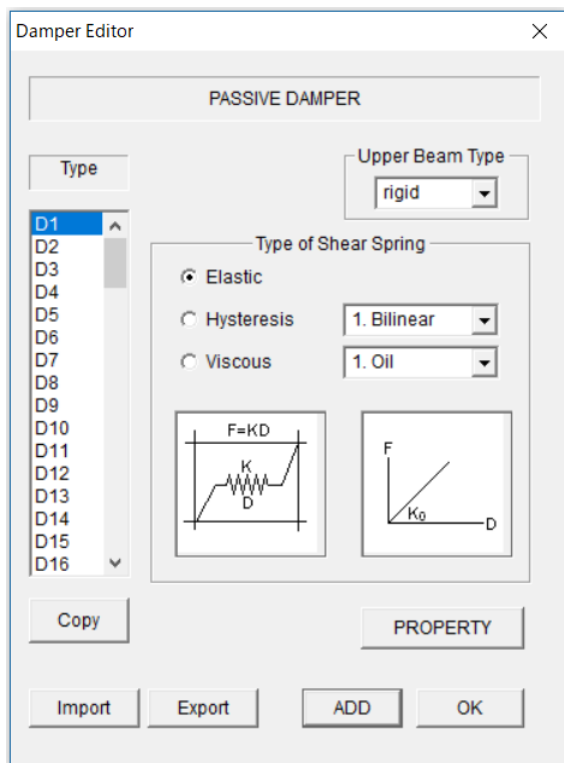 Damper Editor
PASSIVE DAMPER
Type
Upper Beam Type
rigid
D1
D2
D3
D4
D5
D6
D7
D8
D9
D10
D11
D12
D13
D14
D15
D16
Type of Shear Spring
Elastic
Hysteresis
1. Bilinear
Viscous
1. Oil
F=KD
K
D
F
K₀
D
Copy
PROPERTY
Import
Export
ADD
OK